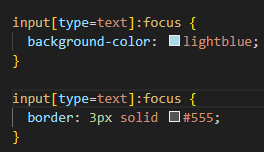 input[type=text]:focus {
  background-color: lightblue;
}

input[type=text]:focus {
  border: 3px solid #555;
}